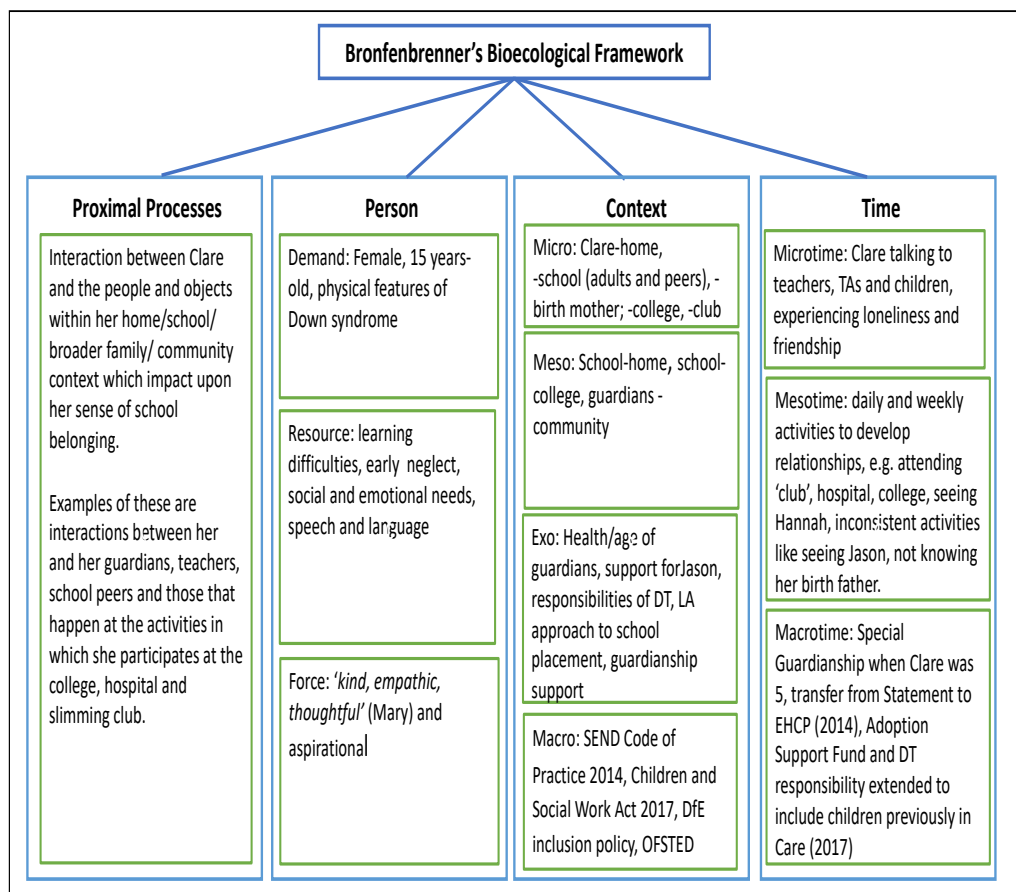 Bronfenbrenner's Bioecological Framework
Proximal Processes
Interaction between Clare
and the people and objects
within her home/school/
broader family/ community
context which impact upon
her sense of school
belonging.
Examples of these are
interactions between her
and her guardians, teachers,
school peers and those that
happen at the activities in
which she participates at the
college, hospital and
slimming club.
Person
Demand: Female, 15 years-
old, physical features of
Down syndrome
Resource: learning
difficulties, early neglect,
social and emotional needs,
speech and language
Force: 'kind, empathic,
thoughtful' (Mary) and
aspirational
Context
Micro: Clare-home,
-school (adults and peers), -
birth mother; -college, -club
Meso: School-home, school-
college, guardians -
community
Exo: Health/age of
guardians, support forJason,
responsibilities of DT, LA
approach to school
placement, guardianship
support
Macro: SEND Code of
Practice 2014, Children and
Social Work Act 2017, DfE
inclusion policy, OFSTED
Time
Microtime: Clare talking to
teachers, TAs and children,
experiencing loneliness and
friendship
Mesotime: daily and weekly
activities to develop
relationships, e.g. attending
'club', hospital, college, seeing
Hannah, inconsistent activities
like seeing Jason, not knowing
her birth father.
Macrotime: Special
Guardianship when Clare was
5, transfer from Statement to
EHCP (2014), Adoption
Support Fund and DT
responsibility extended to
include children previously in
Care (2017)